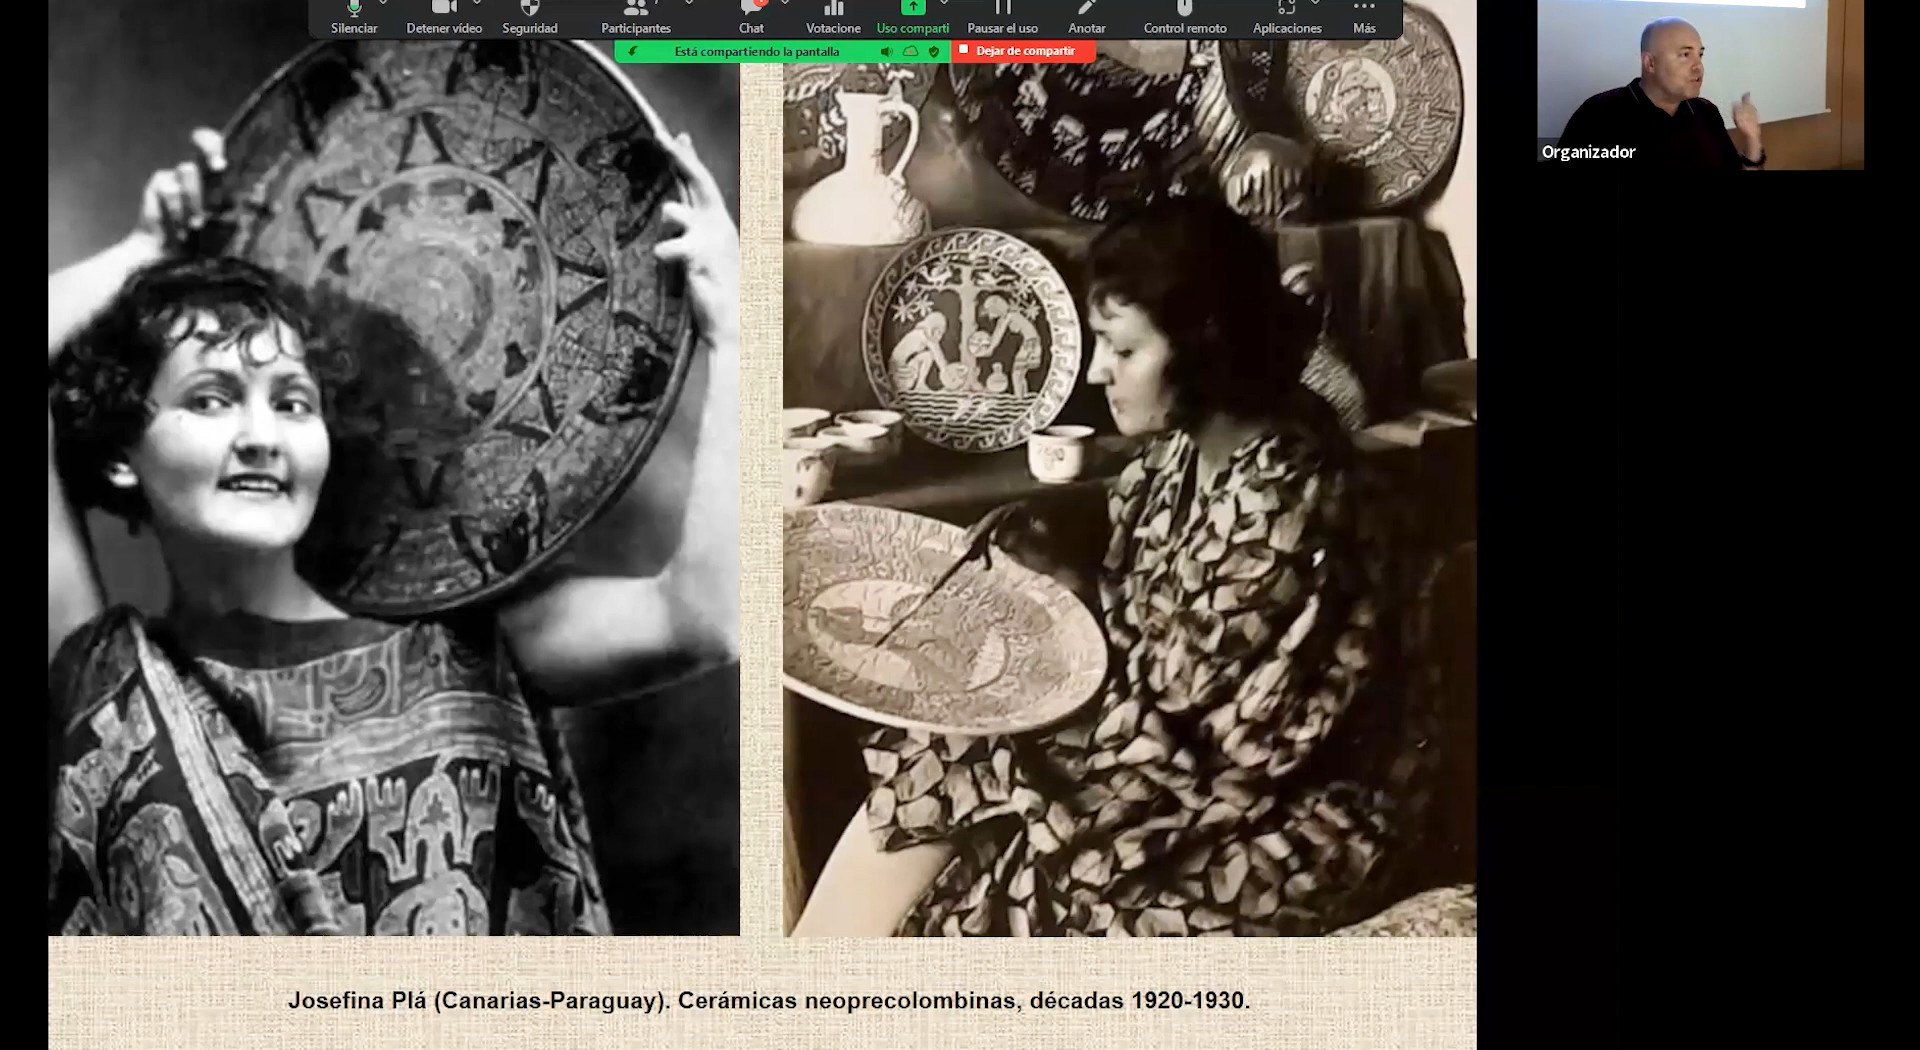 Silenciar
Detener vídeo
Seguridad
Participantes
Chat
Votacione
Uso comparti
Pausar el uso
Anotar
Control remoto
Aplicaciones
Más
Está compartiendo la pantalla
Dejar de compartir
Organizador
Josefina Plá (Canarias-Paraguay). Cerámicas neoprecolombinas, décadas 1920-1930.